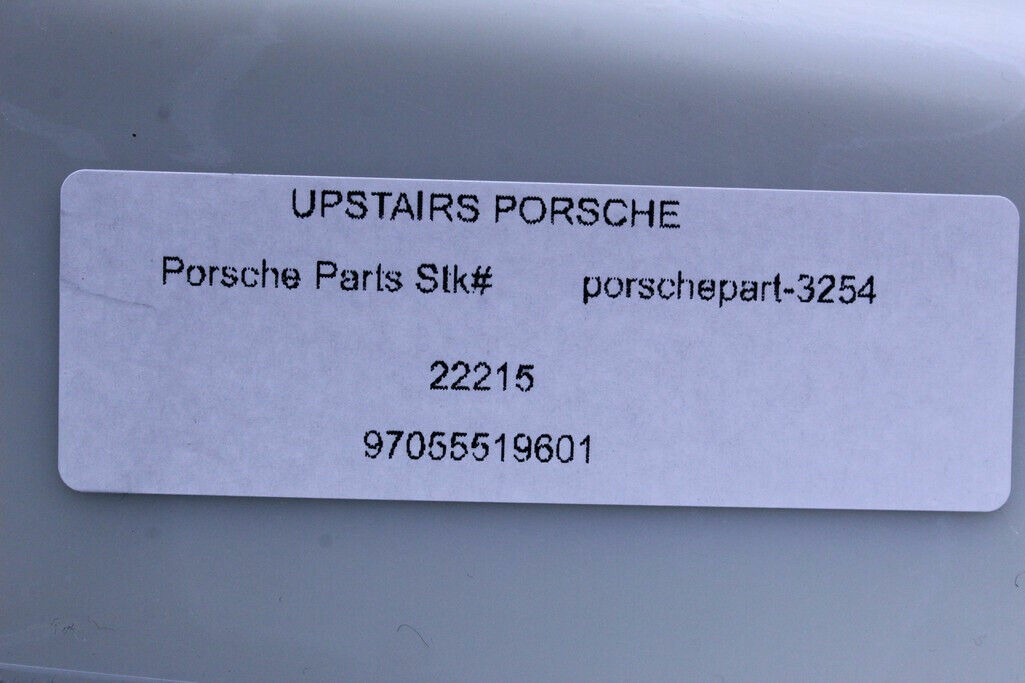 UPSTAIRS PORSCHE
Porsche Parts Stk# porschepart-3254
22215
97055519601